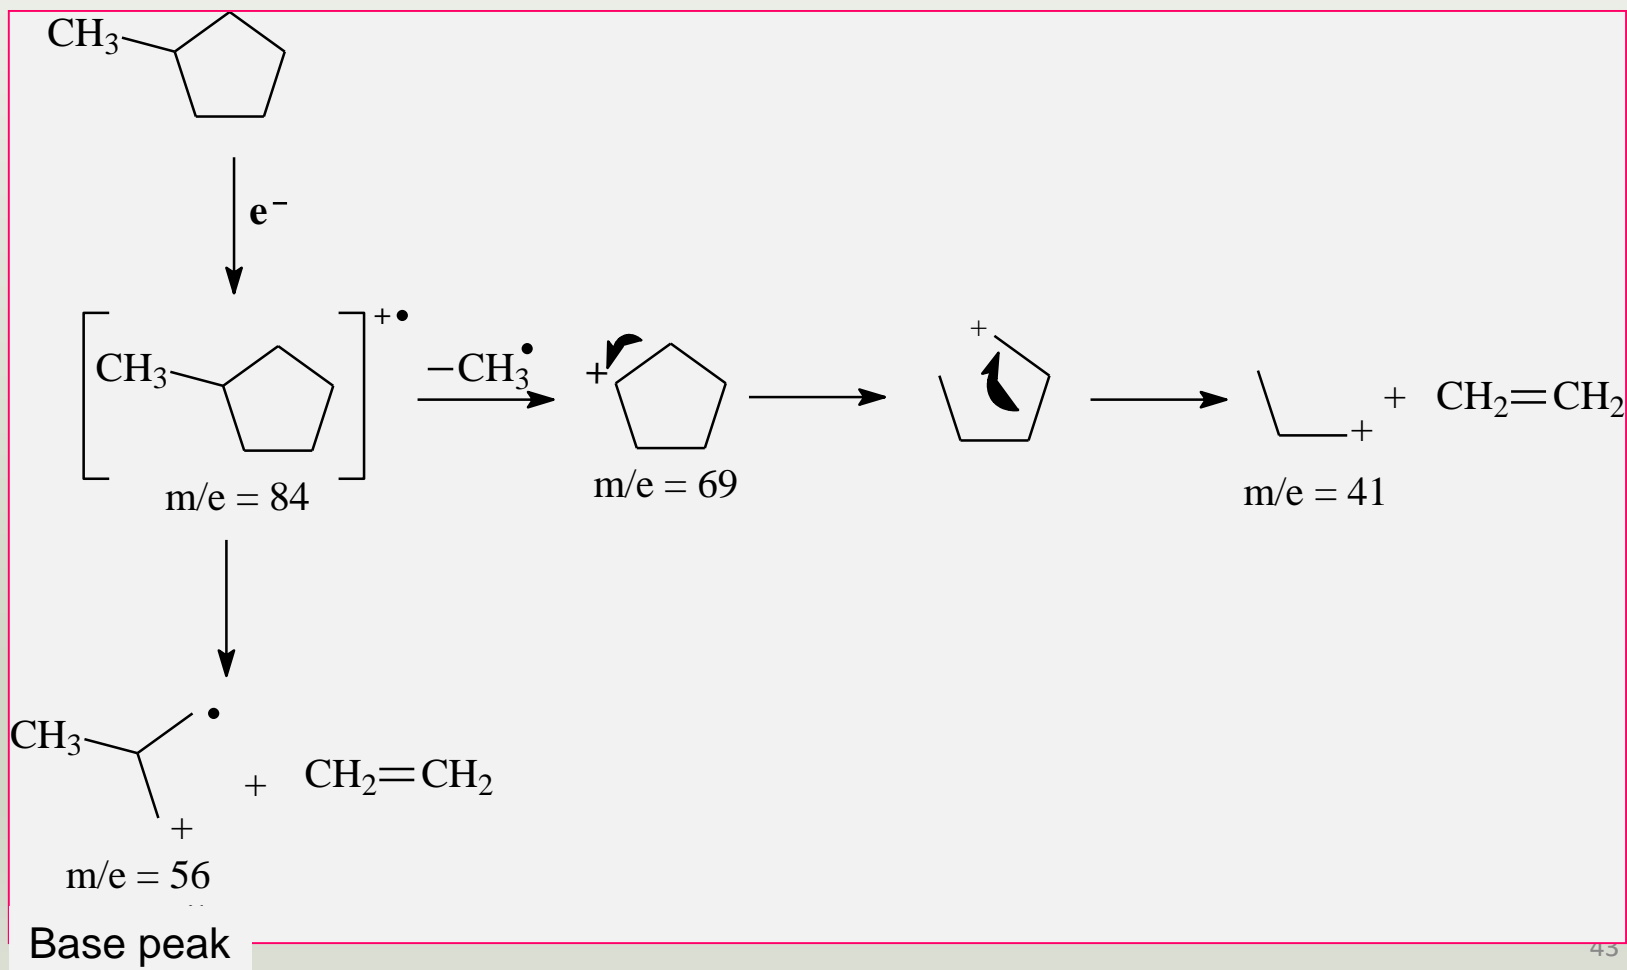 CH₃
e⁻
CH₃ +•
−CH₃•
+
+
+
+ CH₂=CH₂
m/e = 84
m/e = 69
m/e = 41
CH₃ •
+
+ CH₂=CH₂
m/e = 56
Base peak
43